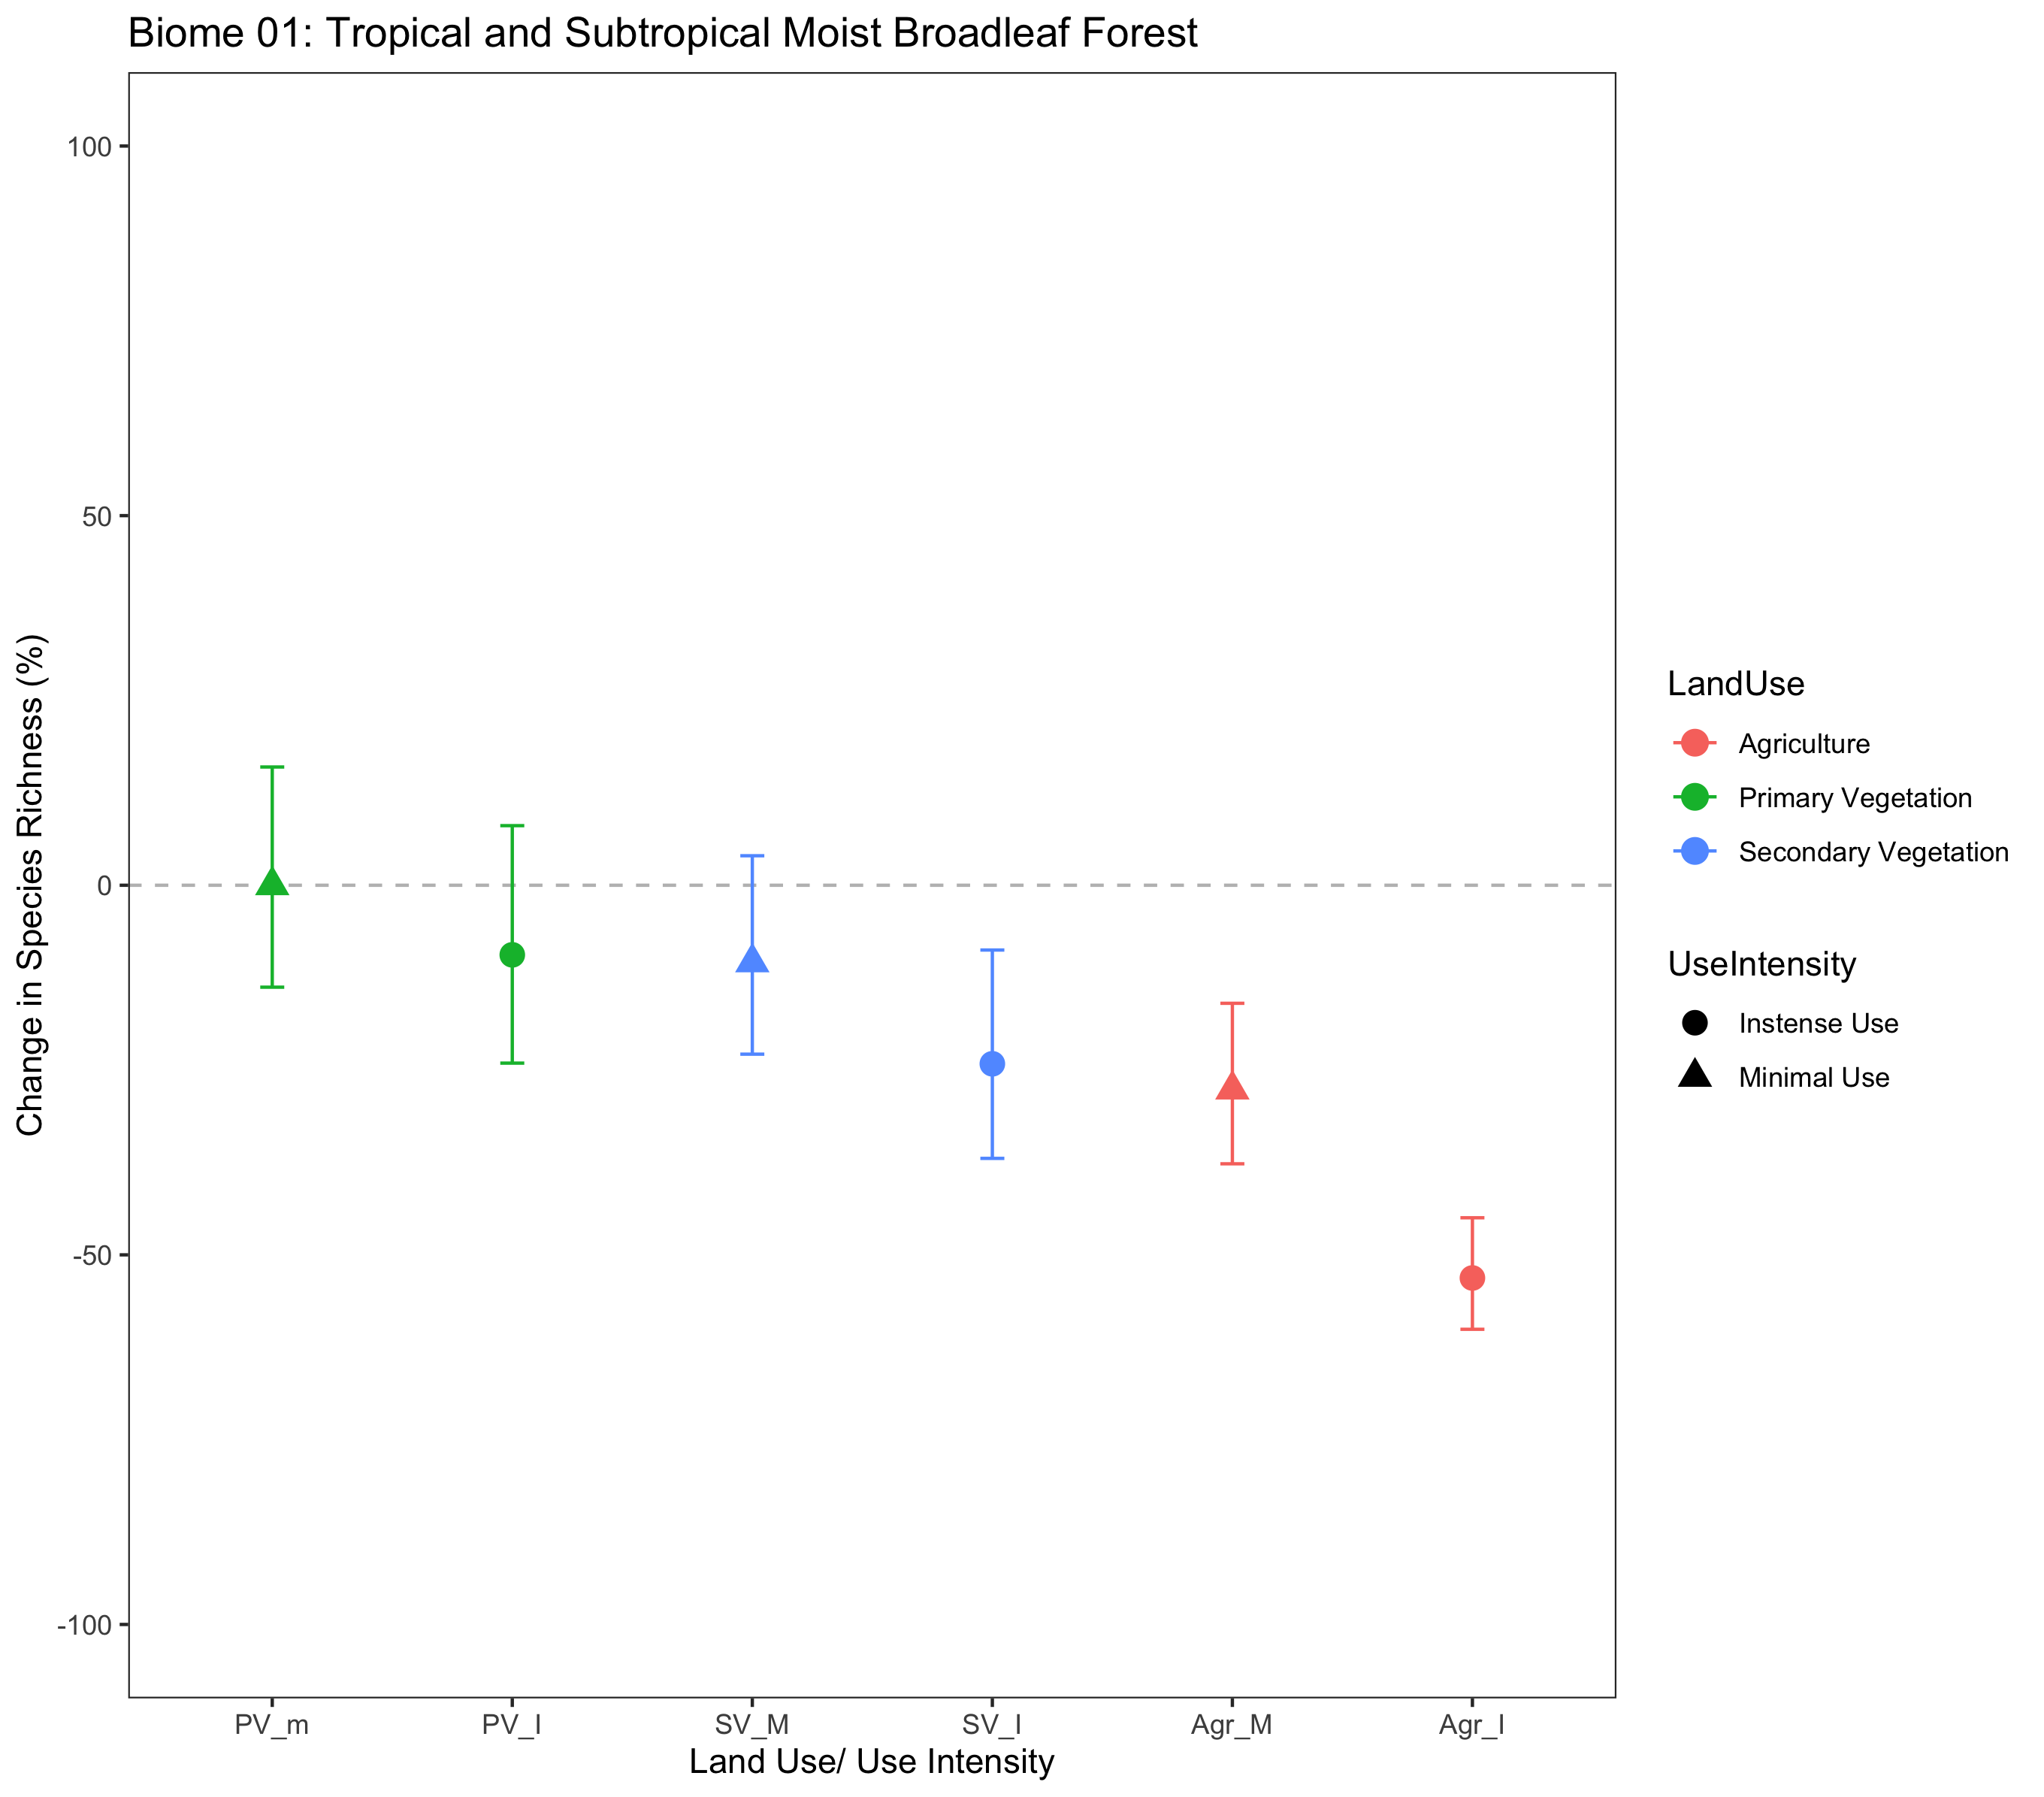 Biome 01: Tropical and Subtropical Moist Broadleaf Forest
Change in Species Richness (%)
100
50
0
-50
-100
PV_m PV_I SV_M SV_I Agr_M Agr_I
Land Use/ Use Intensity
LandUse
Agriculture
Primary Vegetation
Secondary Vegetation
UseIntensity
Instense Use
Minimal Use